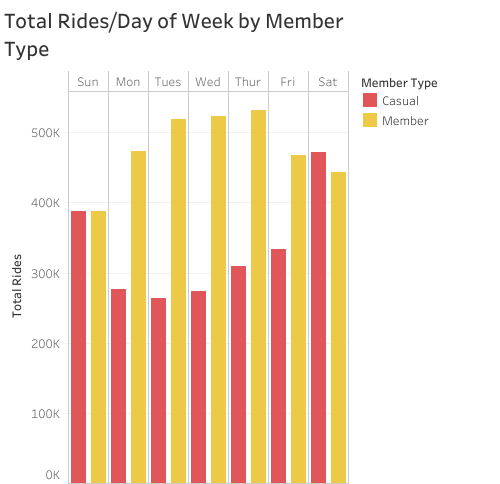 Total Rides/Day of Week by Member
Type
Sun Mon Tues Wed Thur Fri Sat
Member Type
Casual
Member
500K
400K
300K
200K
100K
0K
Total Rides